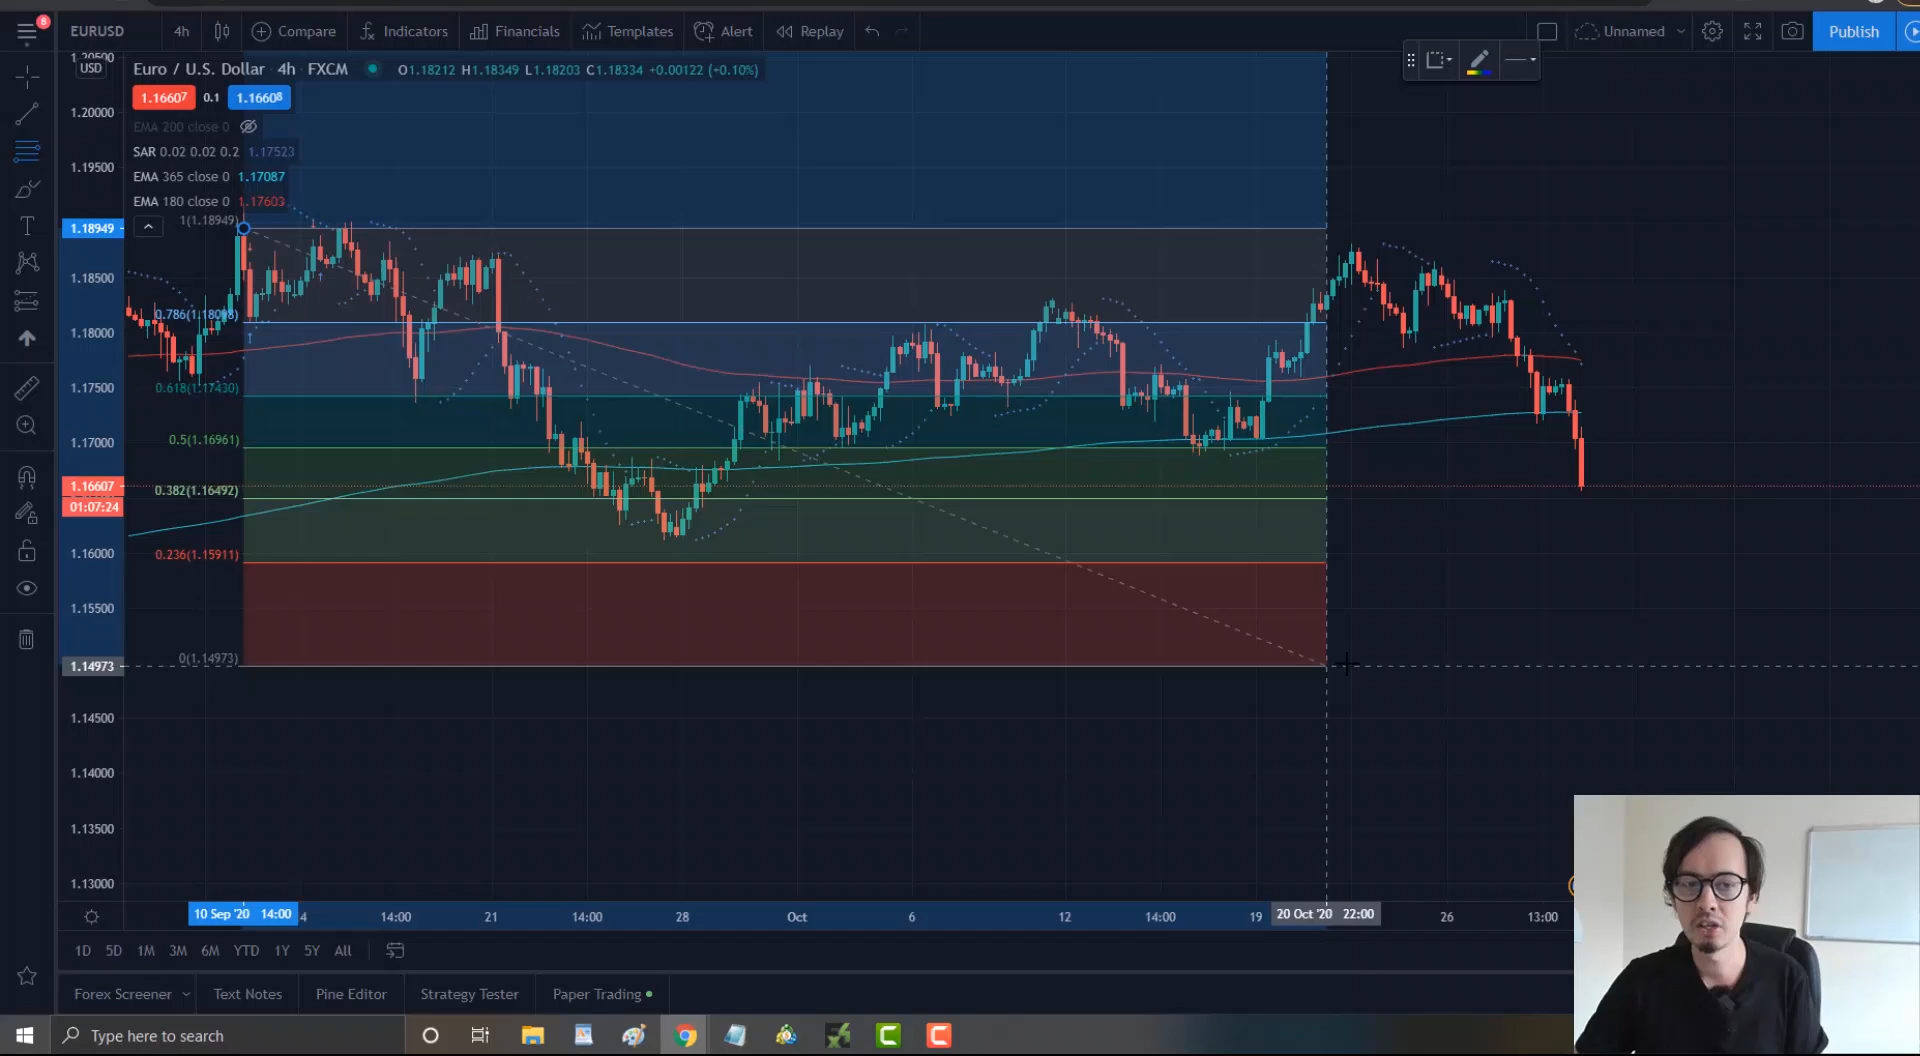 8
EURUSD 4h Compare Indicators Financials Templates Alert Replay Unnamed Publish
1.20500
USD
Euro / U.S. Dollar 4h FXCM O1.18212 H1.18349 L1.18203 C1.18334 +0.00122 (+0.10%)
1.16607 0.1 1.16608
1.20000
EMA 200 close 0
SAR 0.02 0.02 0.2 1.17523
1.19500
EMA 365 close 0 1.17087
EMA 180 close 0 1.17603
1(1.18949)
1.18949
1.18500
0.786(1.18098)
1.18000
0.618(1.17430)
1.17500
0.5(1.16961)
1.17000
1.16607
0.382(1.16492)
01:07:24
1.16000
0.236(1.15911)
1.15500
0(1.14973)
1.14973
1.14500
1.14000
1.13500
1.13000
10 Sep '20 14:00 4 14:00 21 14:00 28 Oct 6 12 14:00 19 20 Oct '20 22:00 26 13:00
1D 5D 1M 3M 6M YTD 1Y 5Y All
Forex Screener Text Notes Pine Editor Strategy Tester Paper Trading
Type here to search